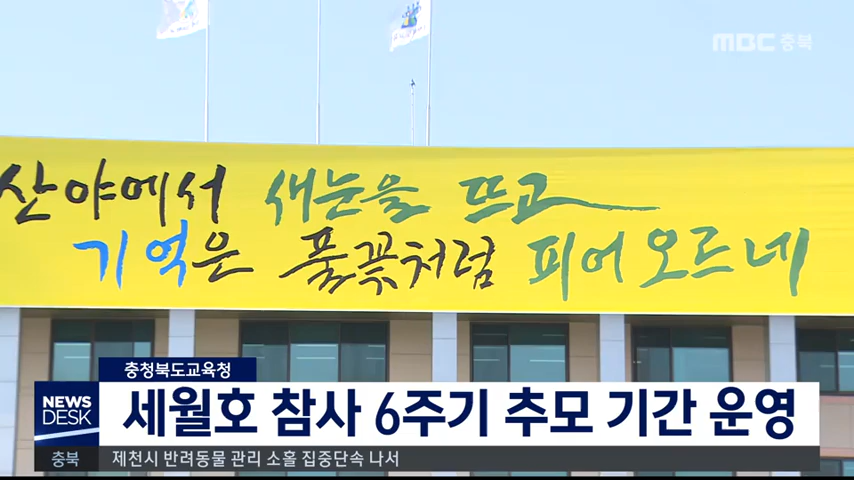 MBC 충북
산야에서 새눈을 뜨고
기억은 풀꽃처럼 피어오르네
충청북도교육청
NEWS DESK
세월호 참사 6주기 추모 기간 운영
충북
제천시 반려동물 관리 소홀 집중단속 나서